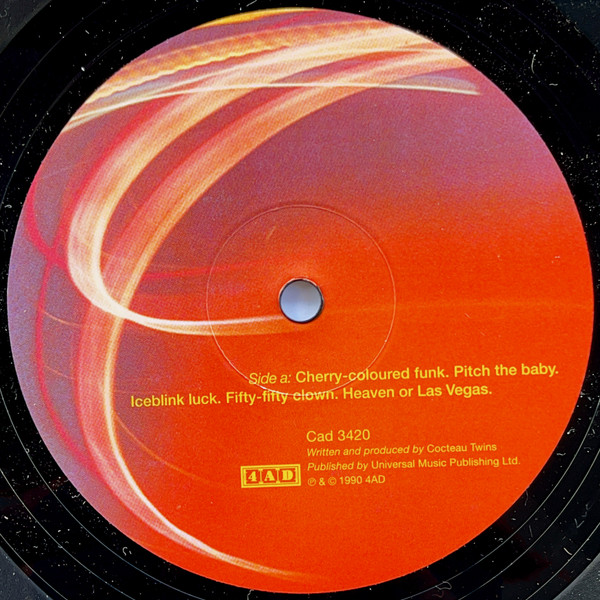 Side a: Cherry-coloured funk. Pitch the baby.
Iceblink luck. Fifty-fifty clown. Heaven or Las Vegas.
Cad 3420
Written and produced by Cocteau Twins
Published by Universal Music Publishing Ltd.
4AD
℗ & © 1990 4AD